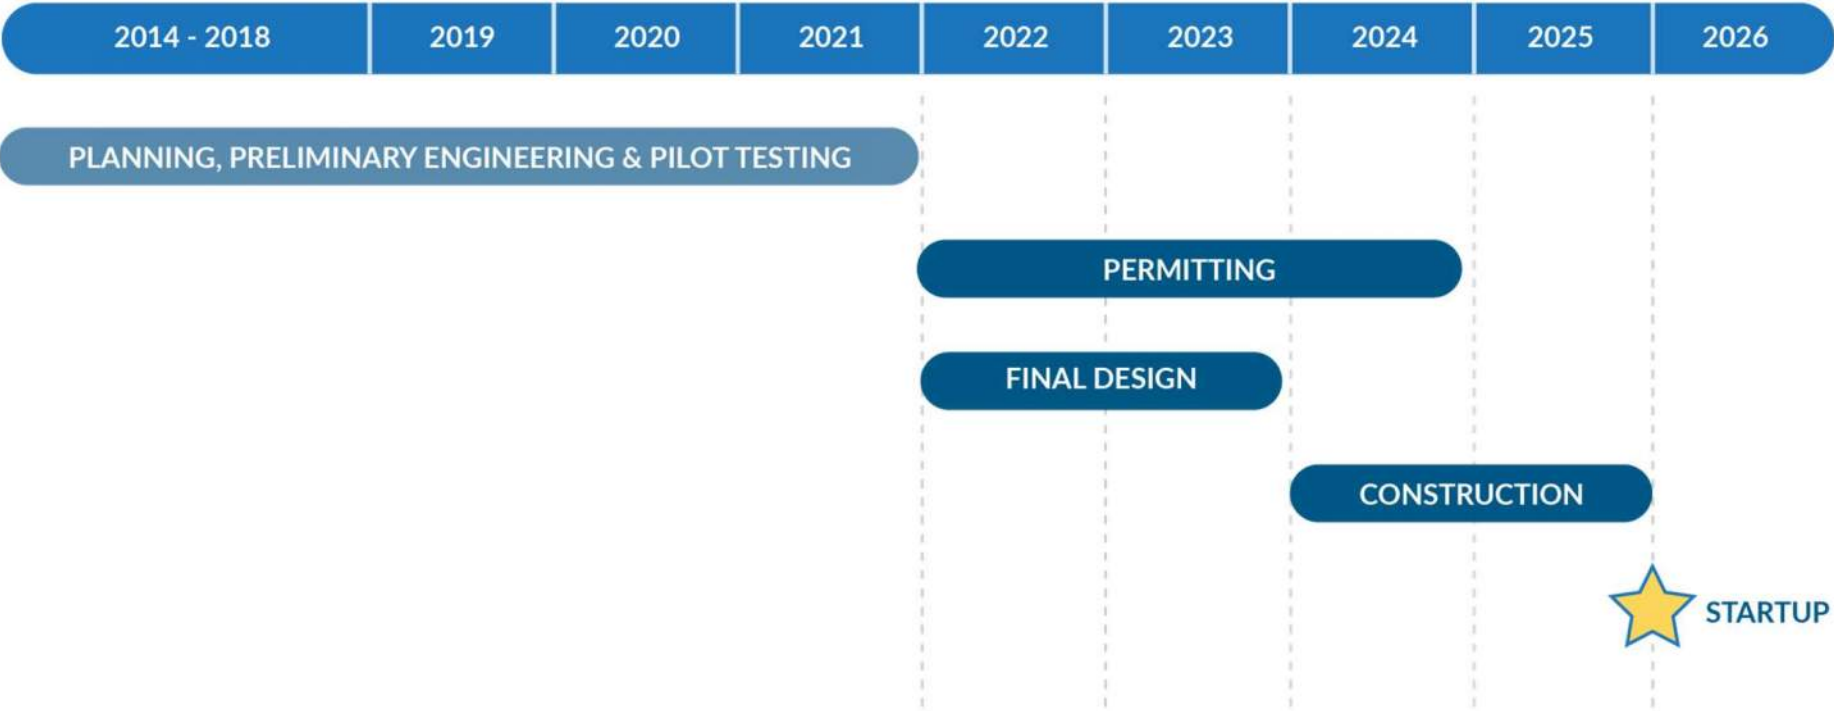 2014 - 2018 2019 2020 2021 2022 2023 2024 2025 2026
PLANNING, PRELIMINARY ENGINEERING & PILOT TESTING
PERMITTING
FINAL DESIGN
CONSTRUCTION
STARTUP